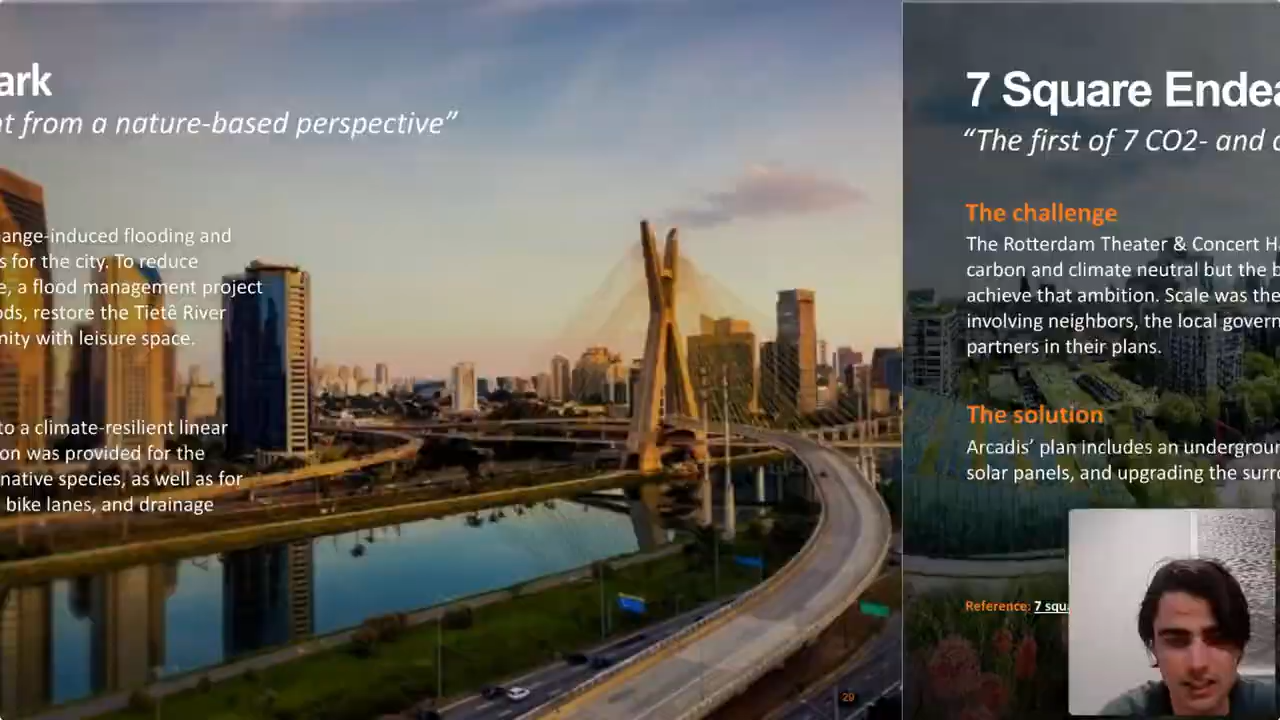 ark
nt from a nature-based perspective”
ange-induced flooding and
s for the city. To reduce
e, a flood management project
ods, restore the Tietê River
nity with leisure space.
to a climate-resilient linear
on was provided for the
native species, as well as for
bike lanes, and drainage
29
7 Square Endea
“The first of 7 CO2- and c
The challenge
The Rotterdam Theater & Concert Ha
carbon and climate neutral but the b
achieve that ambition. Scale was the
involving neighbors, the local govern
partners in their plans.
The solution
Arcadis’ plan includes an undergroun
solar panels, and upgrading the surro
Reference: 7 squa